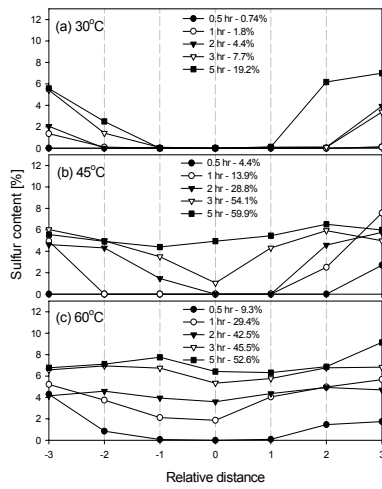 (a) 30°C
0.5 hr - 0.74%
1 hr - 1.8%
2 hr - 4.4%
3 hr - 7.7%
5 hr - 19.2%
12
10
8
6
4
2
0
(b) 45°C
0.5 hr - 4.4%
1 hr - 13.9%
2 hr - 28.8%
3 hr - 54.1%
5 hr - 59.9%
12
10
8
6
4
2
0
Sulfur content [%]
(c) 60°C
0.5 hr - 9.3%
1 hr - 29.4%
2 hr - 42.5%
3 hr - 45.5%
5 hr - 52.6%
12
10
8
6
4
2
0
-3 -2 -1 0 1 2 3
Relative distance